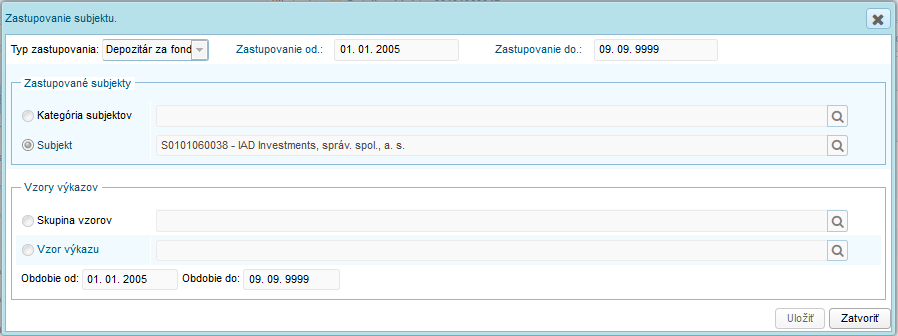 Zastupovanie subjektu.
Typ zastupovania: Depozitár za fond Zastupovanie od.: 01. 01. 2005 Zastupovanie do.: 09. 09. 9999
Zastupované subjekty
Kategória subjektov
Subjekt S0101060038 - IAD Investments, správ. spol., a. s.
Vzory výkazov
Skupina vzorov
Vzor výkazu
Obdobie od: 01. 01. 2005 Obdobie do: 09. 09. 9999
Uložiť Zatvoriť